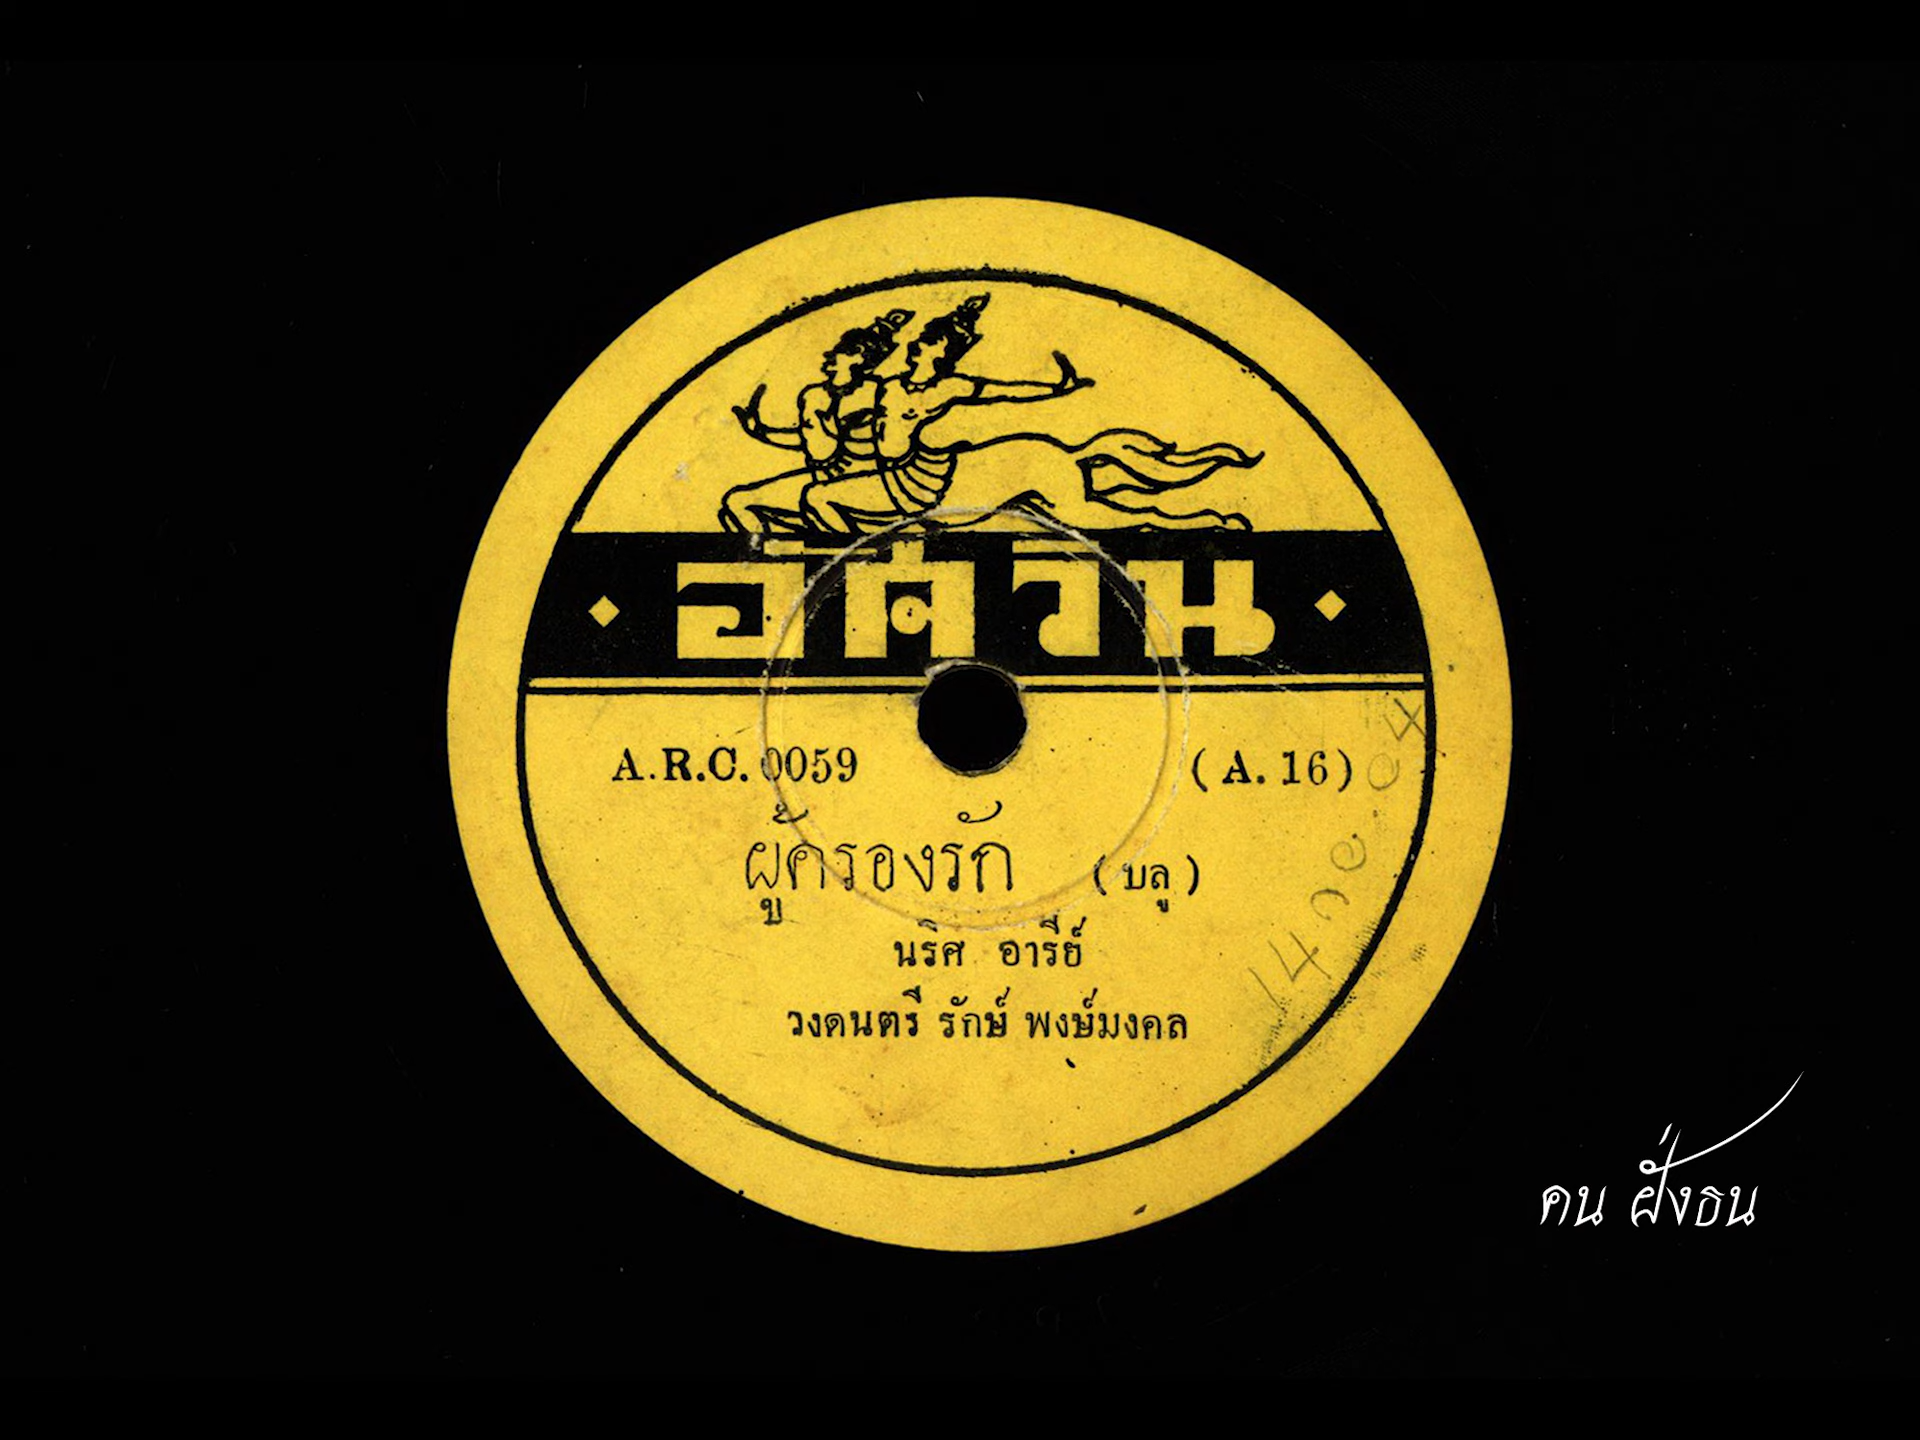 อัศวิน
A.R.C. 0059 (A. 16)
ผู้ครองรัก (บลู)
นริศ อารีย์
วงดนตรี รักษ์ พงษ์มงคล
คน ฝั่งธน